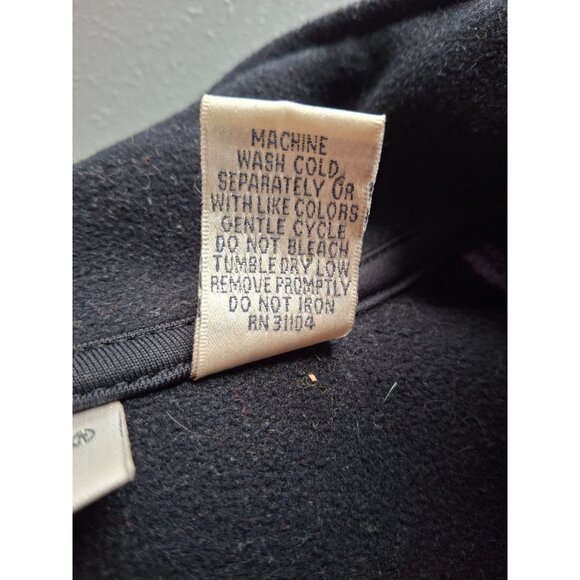 MACHINE
WASH COLD
SEPARATELY OR
WITH LIKE COLORS
GENTLE CYCLE
DO NOT BLEACH
TUMBLE DRY LOW
REMOVE PROMPTLY
DO NOT IRON
RN 31104